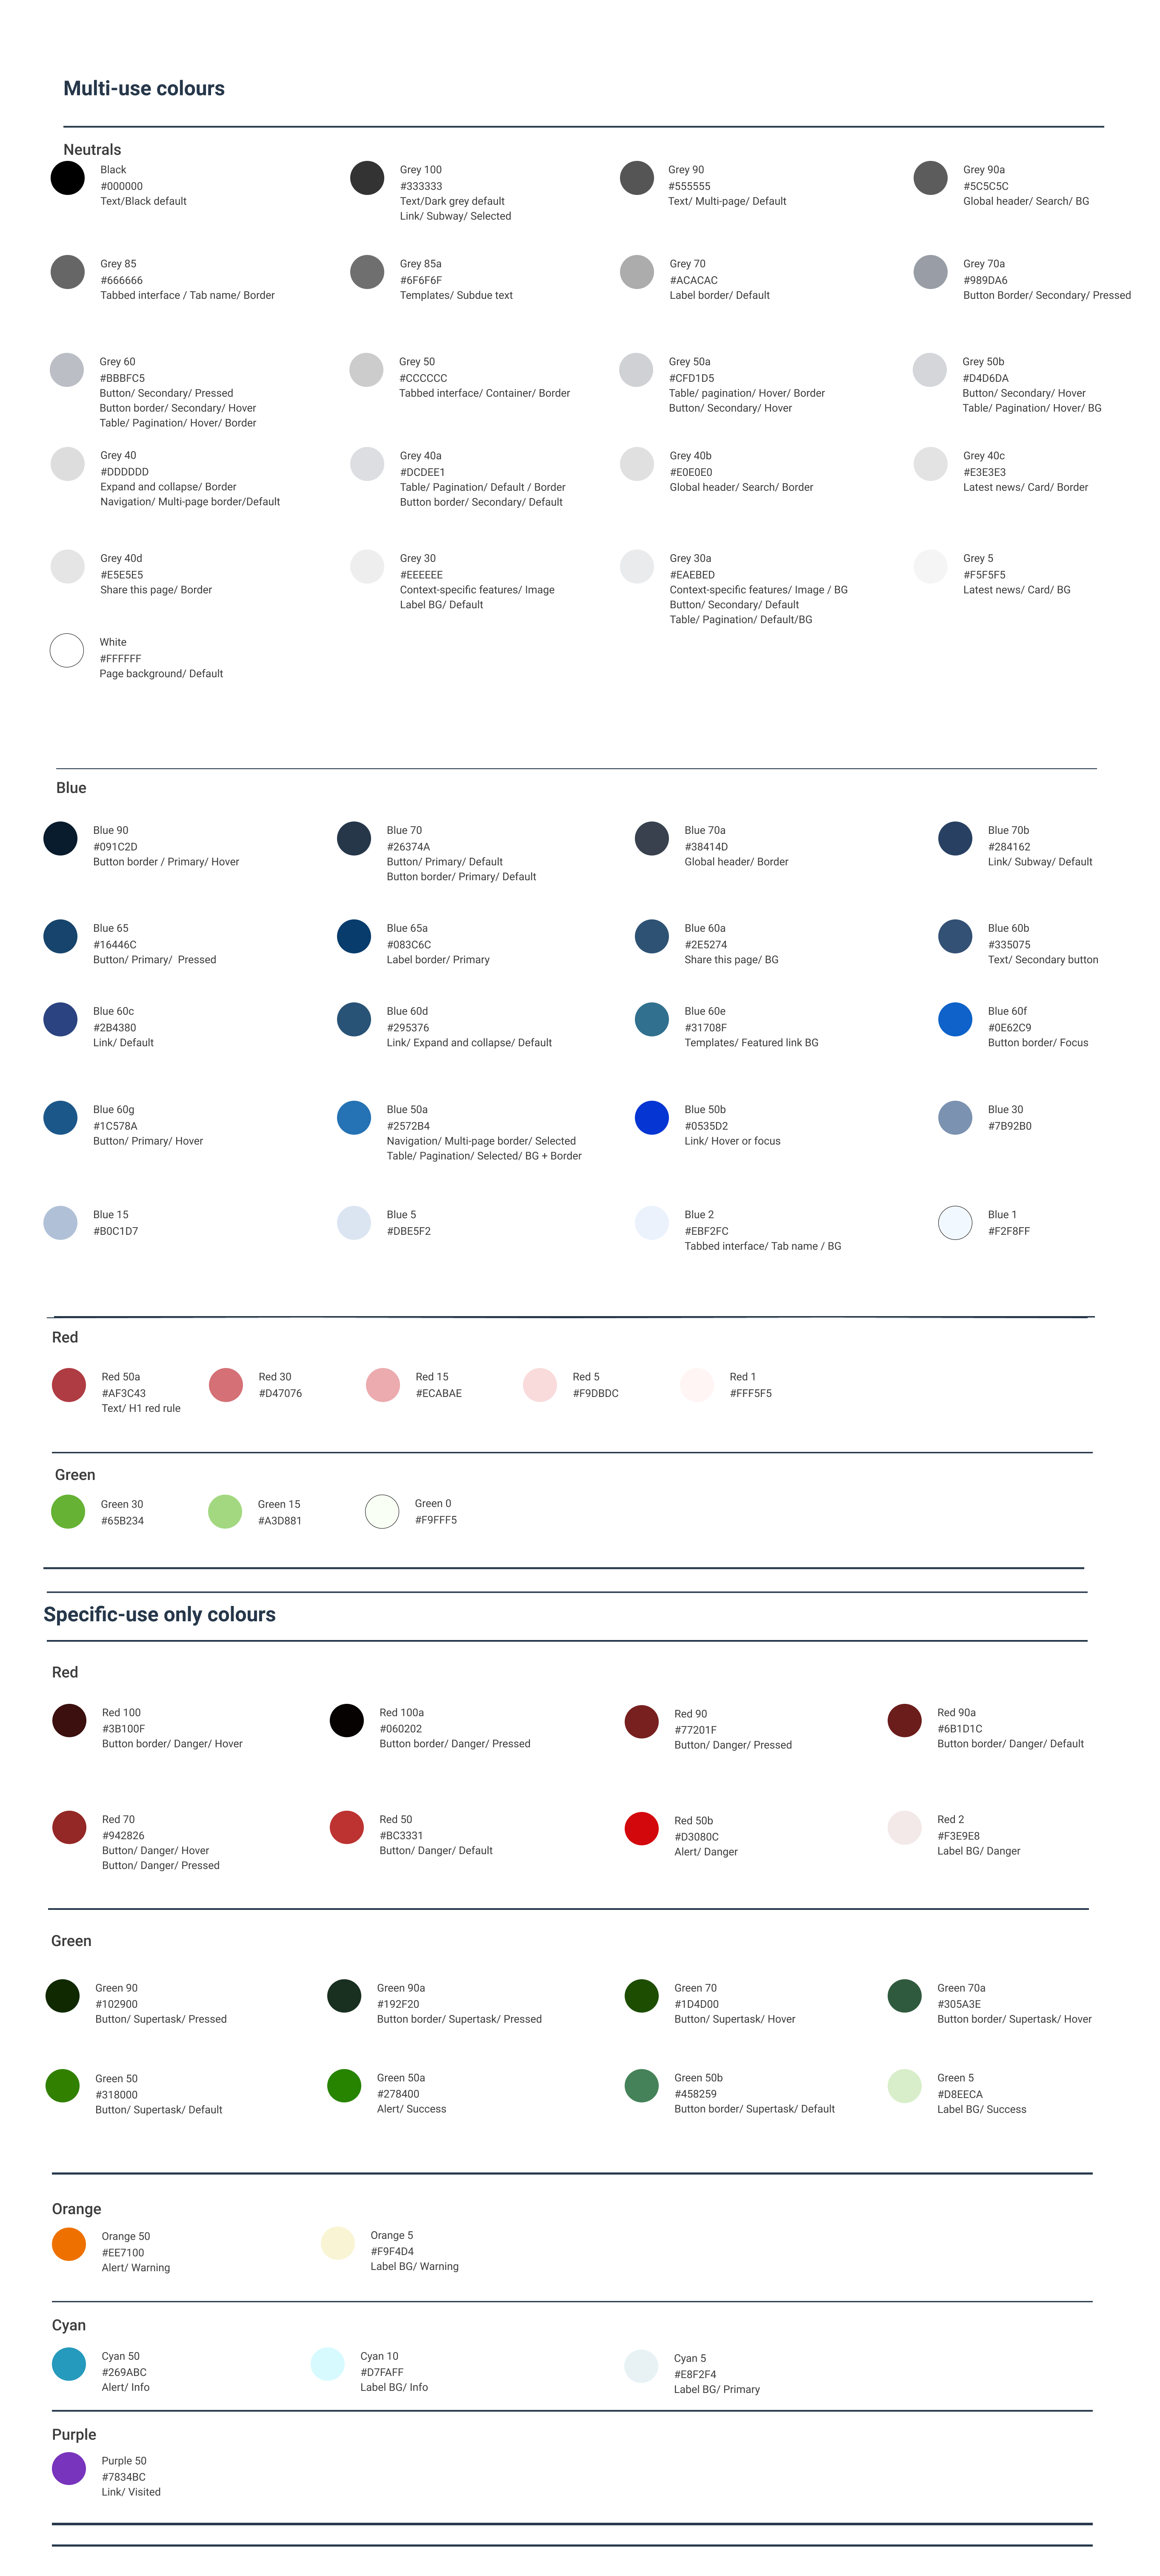 Multi-use colours
Neutrals
Black
#000000
Text/Black default
Grey 100
#333333
Text/Dark grey default
Link/ Subway/ Selected
Grey 90
#555555
Text/ Multi-page/ Default
Grey 90a
#5C5C5C
Global header/ Search/ BG
Grey 85
#666666
Tabbed interface / Tab name/ Border
Grey 85a
#6F6F6F
Templates/ Subdue text
Grey 70
#ACACAC
Label border/ Default
Grey 70a
#989DA6
Button Border/ Secondary/ Pressed
Grey 60
#BBBFC5
Button/ Secondary/ Pressed
Button border/ Secondary/ Hover
Table/ Pagination/ Hover/ Border
Grey 50
#CCCCCC
Tabbed interface/ Container/ Border
Grey 50a
#CFD1D5
Table/ pagination/ Hover/ Border
Button/ Secondary/ Hover
Grey 50b
#D4D6DA
Button/ Secondary/ Hover
Table/ Pagination/ Hover/ BG
Grey 40
#DDDDDD
Expand and collapse/ Border
Navigation/ Multi-page border/Default
Grey 40a
#DCDEE1
Table/ Pagination/ Default / Border
Button border/ Secondary/ Default
Grey 40b
#E0E0E0
Global header/ Search/ Border
Grey 40c
#E3E3E3
Latest news/ Card/ Border
Grey 40d
#E5E5E5
Share this page/ Border
Grey 30
#EEEEEE
Context-specific features/ Image
Label BG/ Default
Grey 30a
#EAEBED
Context-specific features/ Image / BG
Button/ Secondary/ Default
Table/ Pagination/ Default/BG
Grey 5
#F5F5F5
Latest news/ Card/ BG
White
#FFFFFF
Page background/ Default
Blue
Blue 90
#091C2D
Button border / Primary/ Hover
Blue 70
#26374A
Button/ Primary/ Default
Button border/ Primary/ Default
Blue 70a
#38414D
Global header/ Border
Blue 70b
#284162
Link/ Subway/ Default
Blue 65
#16446C
Button/ Primary/  Pressed
Blue 65a
#083C6C
Label border/ Primary
Blue 60a
#2E5274
Share this page/ BG
Blue 60b
#335075
Text/ Secondary button
Blue 60c
#2B4380
Link/ Default
Blue 60d
#295376
Link/ Expand and collapse/ Default
Blue 60e
#31708F
Templates/ Featured link BG
Blue 60f
#0E62C9
Button border/ Focus
Blue 60g
#1C578A
Button/ Primary/ Hover
Blue 50a
#2572B4
Navigation/ Multi-page border/ Selected
Table/ Pagination/ Selected/ BG + Border
Blue 50b
#0535D2
Link/ Hover or focus
Blue 30
#7B92B0
Blue 15
#B0C1D7
Blue 5
#DBE5F2
Blue 2
#EBF2FC
Tabbed interface/ Tab name / BG
Blue 1
#F2F8FF
Red
Red 50a
#AF3C43
Text/ H1 red rule
Red 30
#D47076
Red 15
#ECABAE
Red 5
#F9DBDC
Red 1
#FFF5F5
Green
Green 30
#65B234
Green 15
#A3D881
Green 0
#F9FFF5
Specific-use only colours
Red
Red 100
#3B100F
Button border/ Danger/ Hover
Red 100a
#060202
Button border/ Danger/ Pressed
Red 90
#77201F
Button/ Danger/ Pressed
Red 90a
#6B1D1C
Button border/ Danger/ Default
Red 70
#942826
Button/ Danger/ Hover
Button/ Danger/ Pressed
Red 50
#BC3331
Button/ Danger/ Default
Red 50b
#D3080C
Alert/ Danger
Red 2
#F3E9E8
Label BG/ Danger
Green
Green 90
#102900
Button/ Supertask/ Pressed
Green 90a
#192F20
Button border/ Supertask/ Pressed
Green 70
#1D4D00
Button/ Supertask/ Hover
Green 70a
#305A3E
Button border/ Supertask/ Hover
Green 50
#318000
Button/ Supertask/ Default
Green 50a
#278400
Alert/ Success
Green 50b
#458259
Button border/ Supertask/ Default
Green 5
#D8EECA
Label BG/ Success
Orange
Orange 50
#EE7100
Alert/ Warning
Orange 5
#F9F4D4
Label BG/ Warning
Cyan
Cyan 50
#269ABC
Alert/ Info
Cyan 10
#D7FAFF
Label BG/ Info
Cyan 5
#E8F2F4
Label BG/ Primary
Purple
Purple 50
#7834BC
Link/ Visited